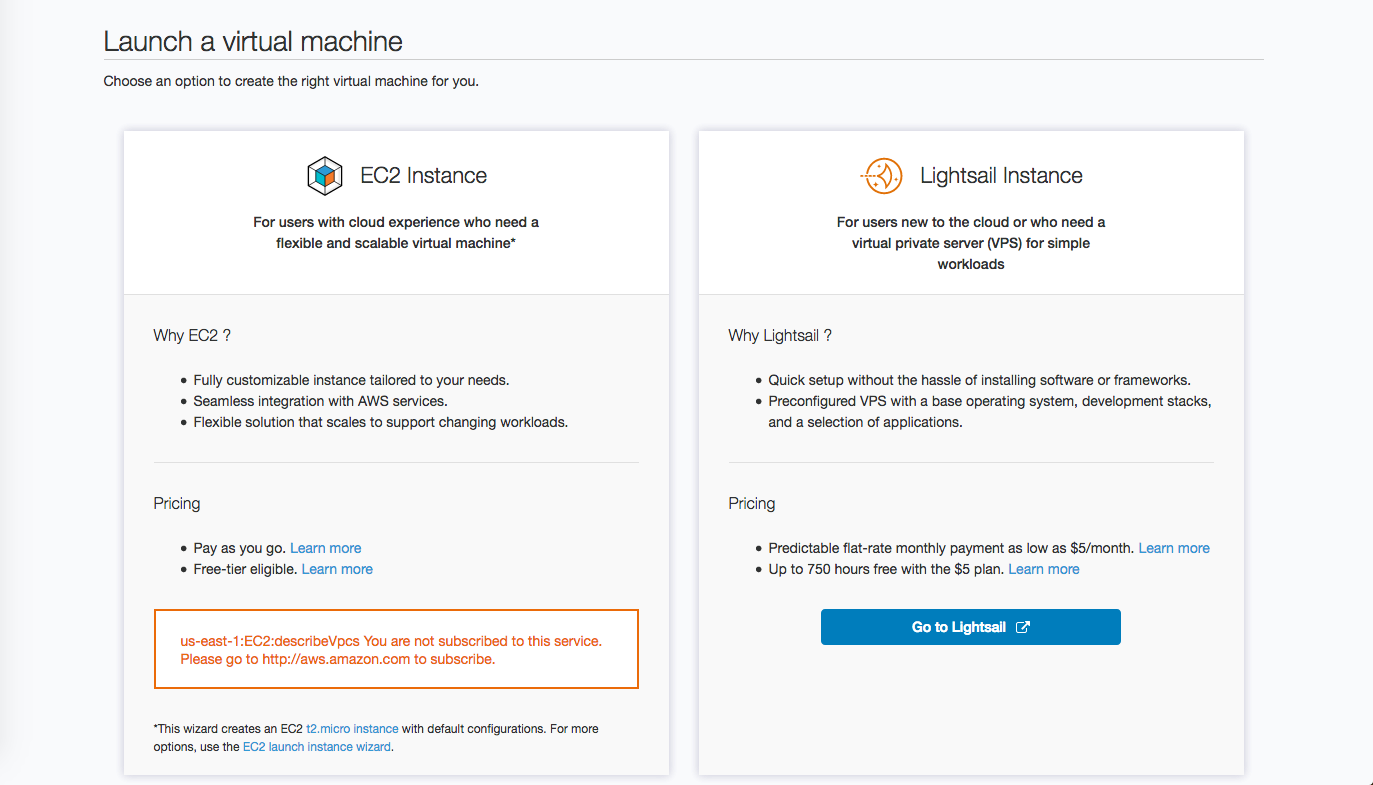 Launch a virtual machine
Choose an option to create the right virtual machine for you.
EC2 Instance
For users with cloud experience who need a
flexible and scalable virtual machine*
Why EC2 ?
Fully customizable instance tailored to your needs.
Seamless integration with AWS services.
Flexible solution that scales to support changing workloads.
Pricing
Pay as you go. Learn more
Free-tier eligible. Learn more
us-east-1:EC2:describeVpcs You are not subscribed to this service.
Please go to http://aws.amazon.com to subscribe.
*This wizard creates an EC2 t2.micro instance with default configurations. For more
options, use the EC2 launch instance wizard.
Lightsail Instance
For users new to the cloud or who need a
virtual private server (VPS) for simple
workloads
Why Lightsail ?
Quick setup without the hassle of installing software or frameworks.
Preconfigured VPS with a base operating system, development stacks,
and a selection of applications.
Pricing
Predictable flat-rate monthly payment as low as $5/month. Learn more
Up to 750 hours free with the $5 plan. Learn more
Go to Lightsail